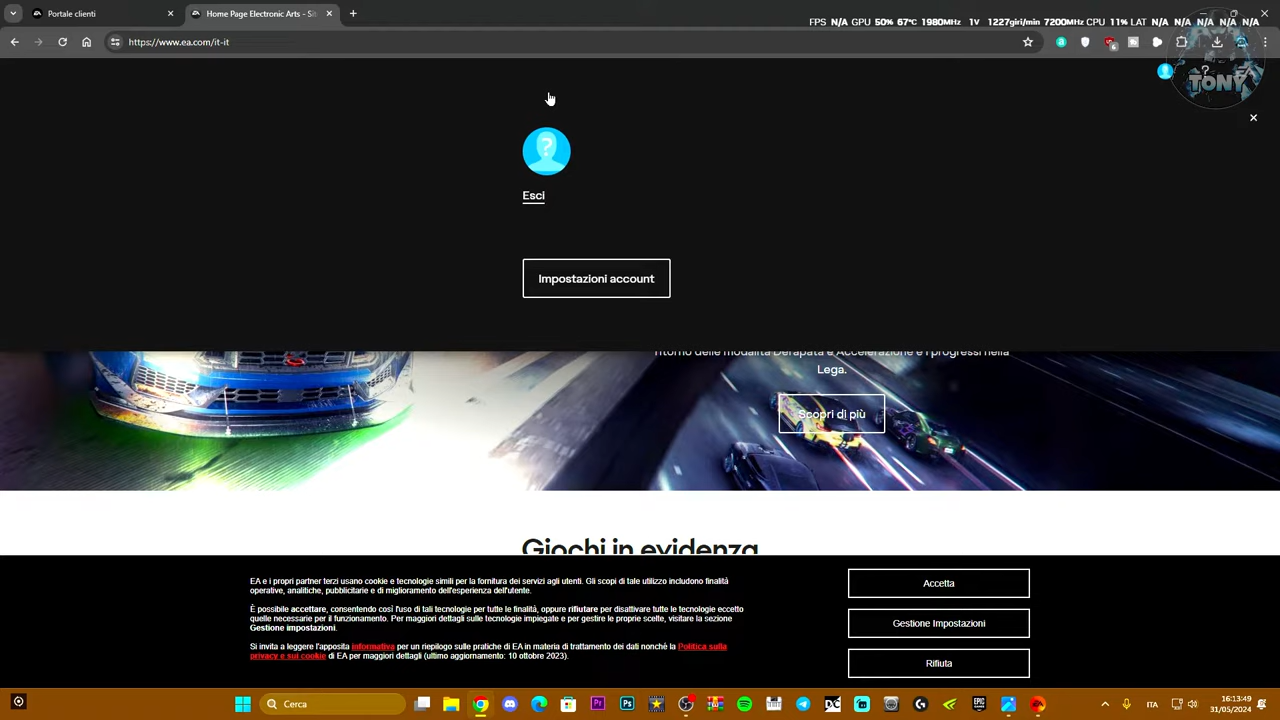 Portale clienti
Home Page Electronic Arts - Sit
FPS N/A GPU 50% 67°C 1980MHz 1V 1227giri/min 7200MHz CPU 11% LAT N/A N/A N/A N/A
https://www.ea.com/it-it
TONY
Esci
Impostazioni account
ritorno delle modalità Derapata e Accelerazione e i progressi nella
Lega.
Scopri di più
Giochi in evidenza
EA e i propri partner terzi usano cookie e tecnologie simili per la fornitura dei servizi agli utenti. Gli scopi di tale utilizzo includono finalità
operative, analitiche, pubblicitarie e di miglioramento dell'esperienza dell'utente.
È possibile accettare, consentendo così l'uso di tali tecnologie per tutte le finalità, oppure rifiutare per disattivare tutte le tecnologie eccetto
quelle necessarie per il funzionamento. Per maggiori dettagli sulle tecnologie impiegate e per gestire le proprie scelte, visitare la sezione
Gestione impostazioni.
Si invita a leggere l'apposita informativa per un riepilogo sulle pratiche di EA in materia di trattamento dei dati nonché la Politica sulla
privacy e sui cookie di EA per maggiori dettagli (ultimo aggiornamento: 10 ottobre 2023).
Accetta
Gestione Impostazioni
Rifiuta
Cerca
ITA
16:13:49
31/05/2024